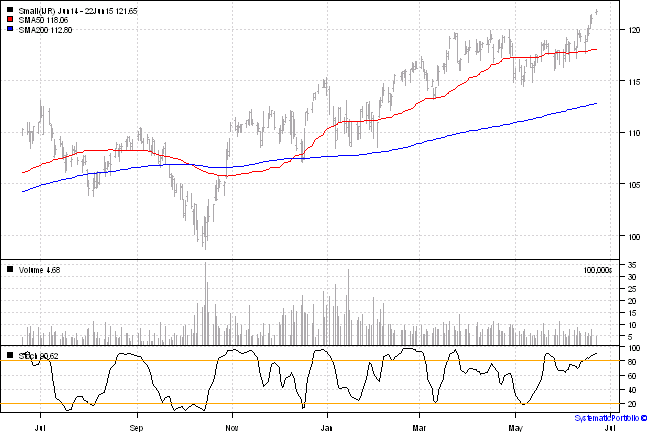 Small(IJR) Jun14 - 22Jun15 121.65
SMA50 118.06
SMA200 112.80
120
115
110
105
100
Volume 4.68
100,000s
35
30
25
20
15
10
5
Stoch 90.62
100
80
60
40
20
Jul Sep Nov Jan Mar May Jul
SystematicPortfolio ©